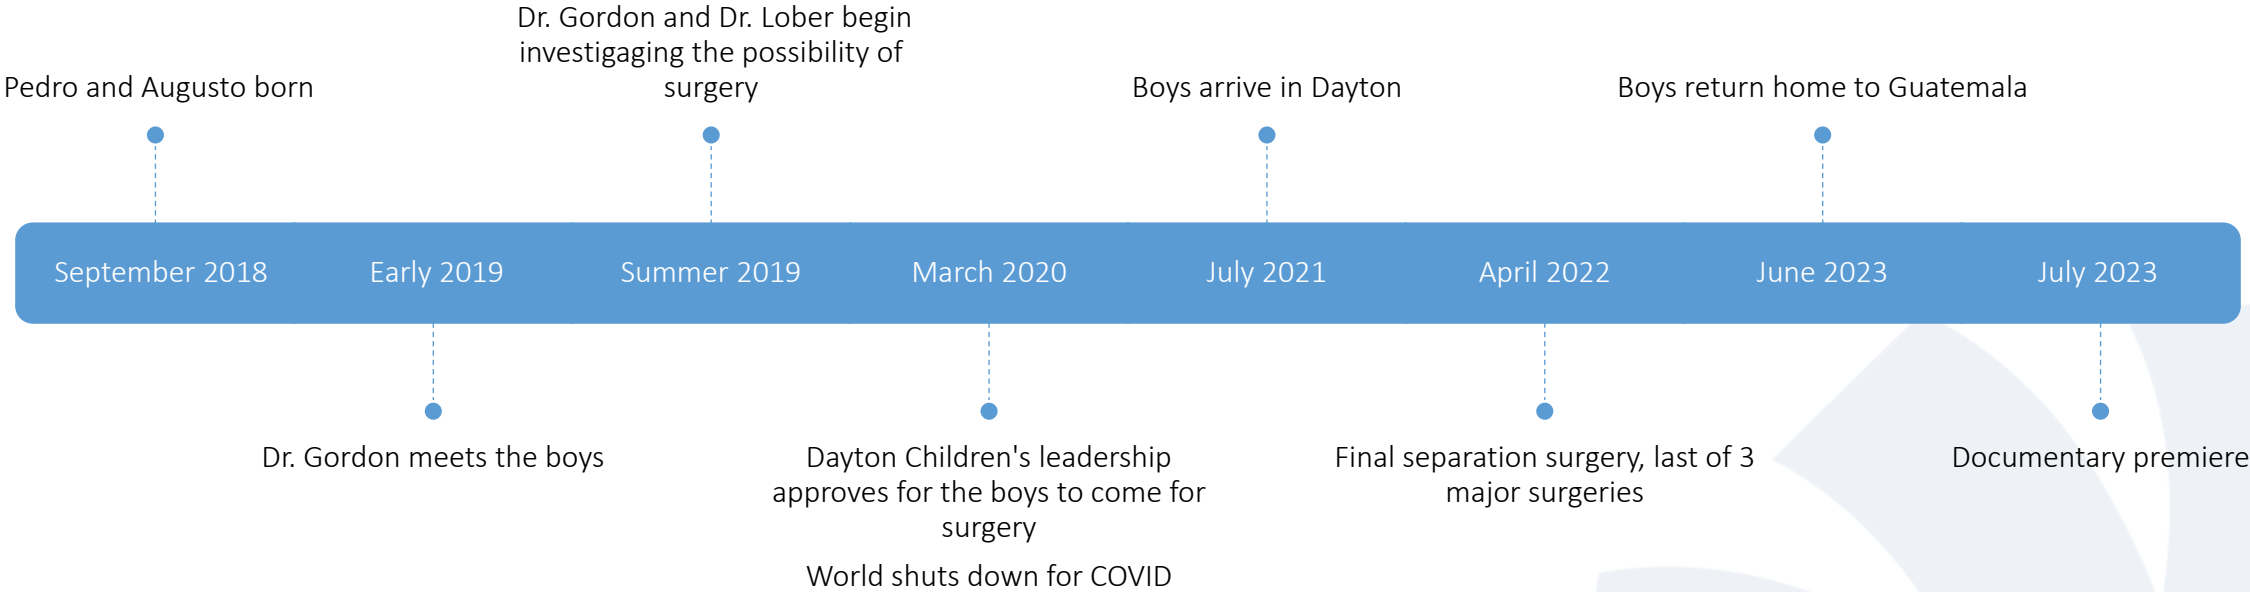 Dr. Gordon and Dr. Lober begin
investigaging the possibility of
surgery
Pedro and Augusto born
Boys arrive in Dayton
Boys return home to Guatemala
September 2018
Early 2019
Summer 2019
March 2020
July 2021
April 2022
June 2023
July 2023
Dr. Gordon meets the boys
Dayton Children's leadership
approves for the boys to come for
surgery
World shuts down for COVID
Final separation surgery, last of 3
major surgeries
Documentary premiere